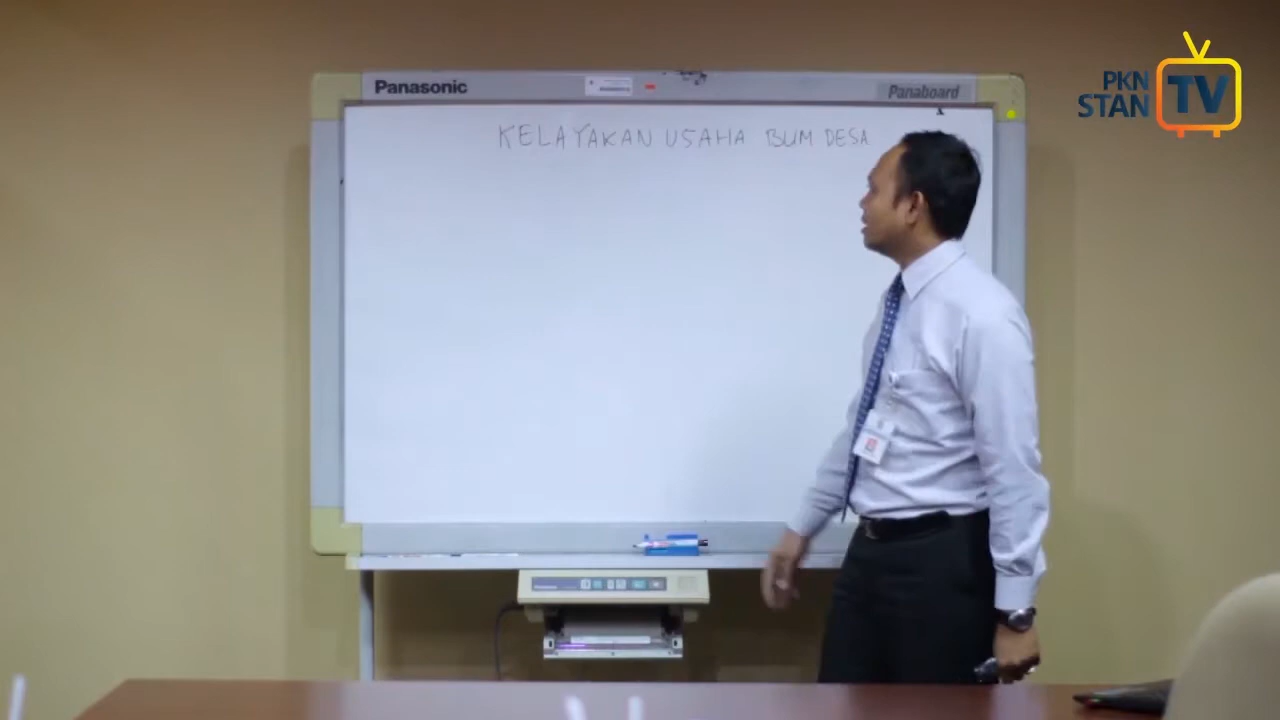 Panasonic
Panaboard
PKN
STAN TV
KELAYAKAN USAHA BUM DESA